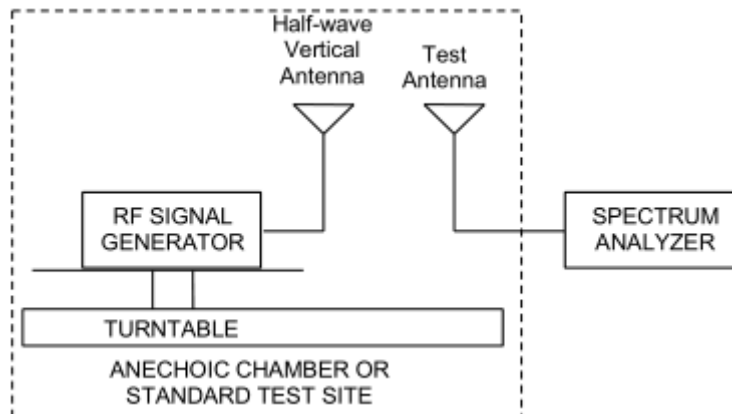 Half-wave
Vertical
Antenna
Test
Antenna
RF SIGNAL
GENERATOR
SPECTRUM
ANALYZER
TURNTABLE
ANECHOIC CHAMBER OR
STANDARD TEST SITE